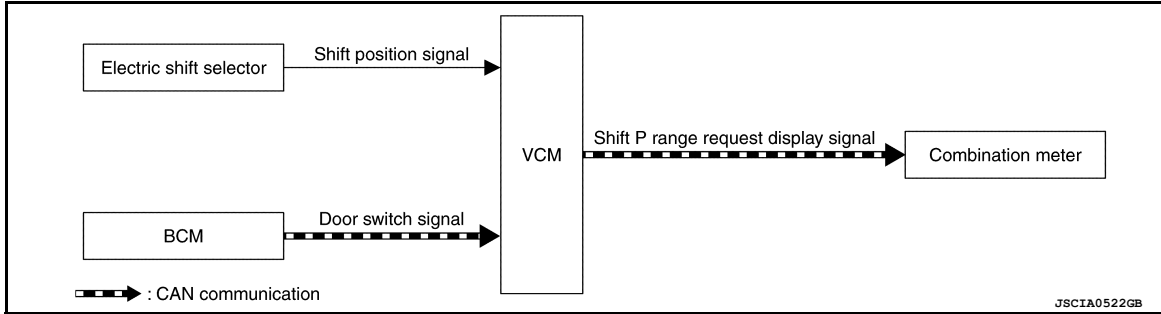 Shift position signal
Electric shift selector
VCM
Shift P range request display signal
Combination meter
Door switch signal
BCM
: CAN communication
JSCIA0522GB